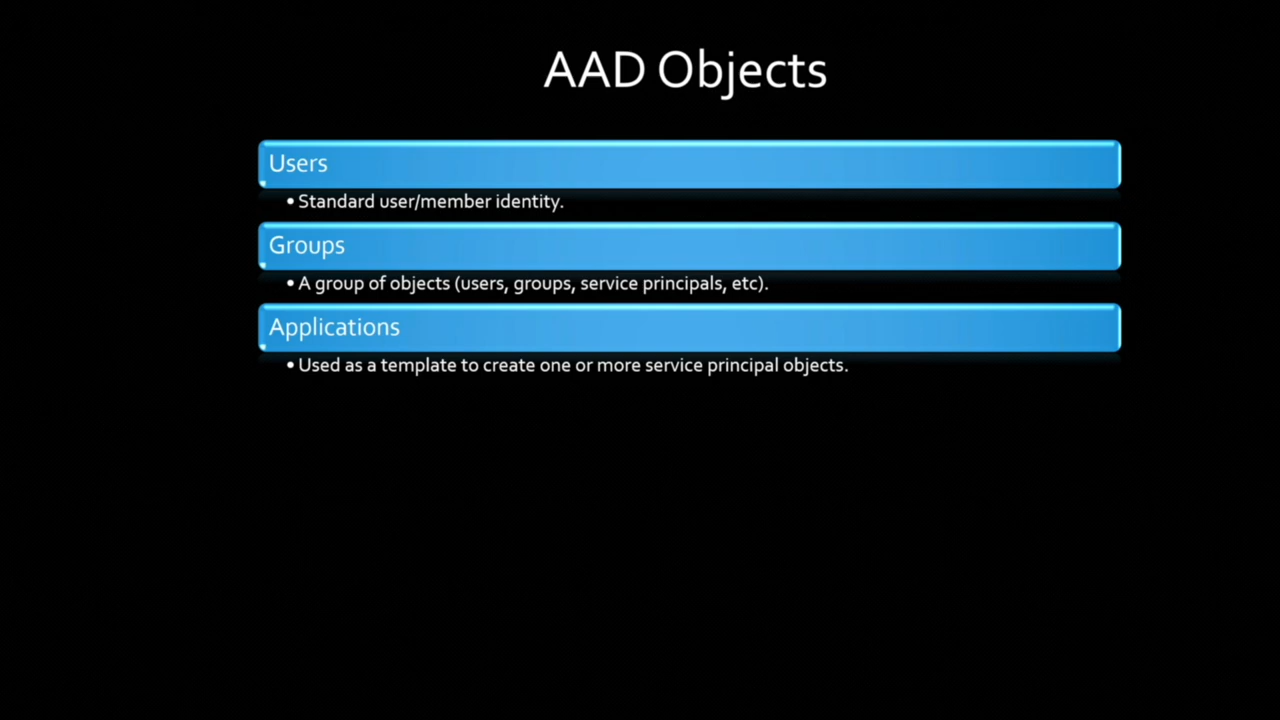 AAD Objects
Users
• Standard user/member identity.
Groups
• A group of objects (users, groups, service principals, etc).
Applications
• Used as a template to create one or more service principal objects.